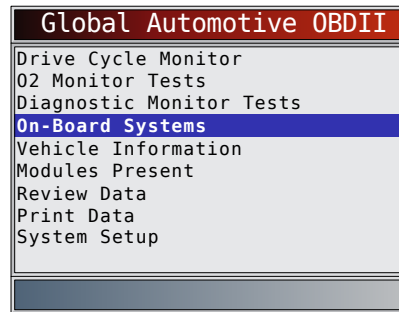 Global Automotive OBDII
Drive Cycle Monitor
O2 Monitor Tests
Diagnostic Monitor Tests
On-Board Systems
Vehicle Information
Modules Present
Review Data
Print Data
System Setup